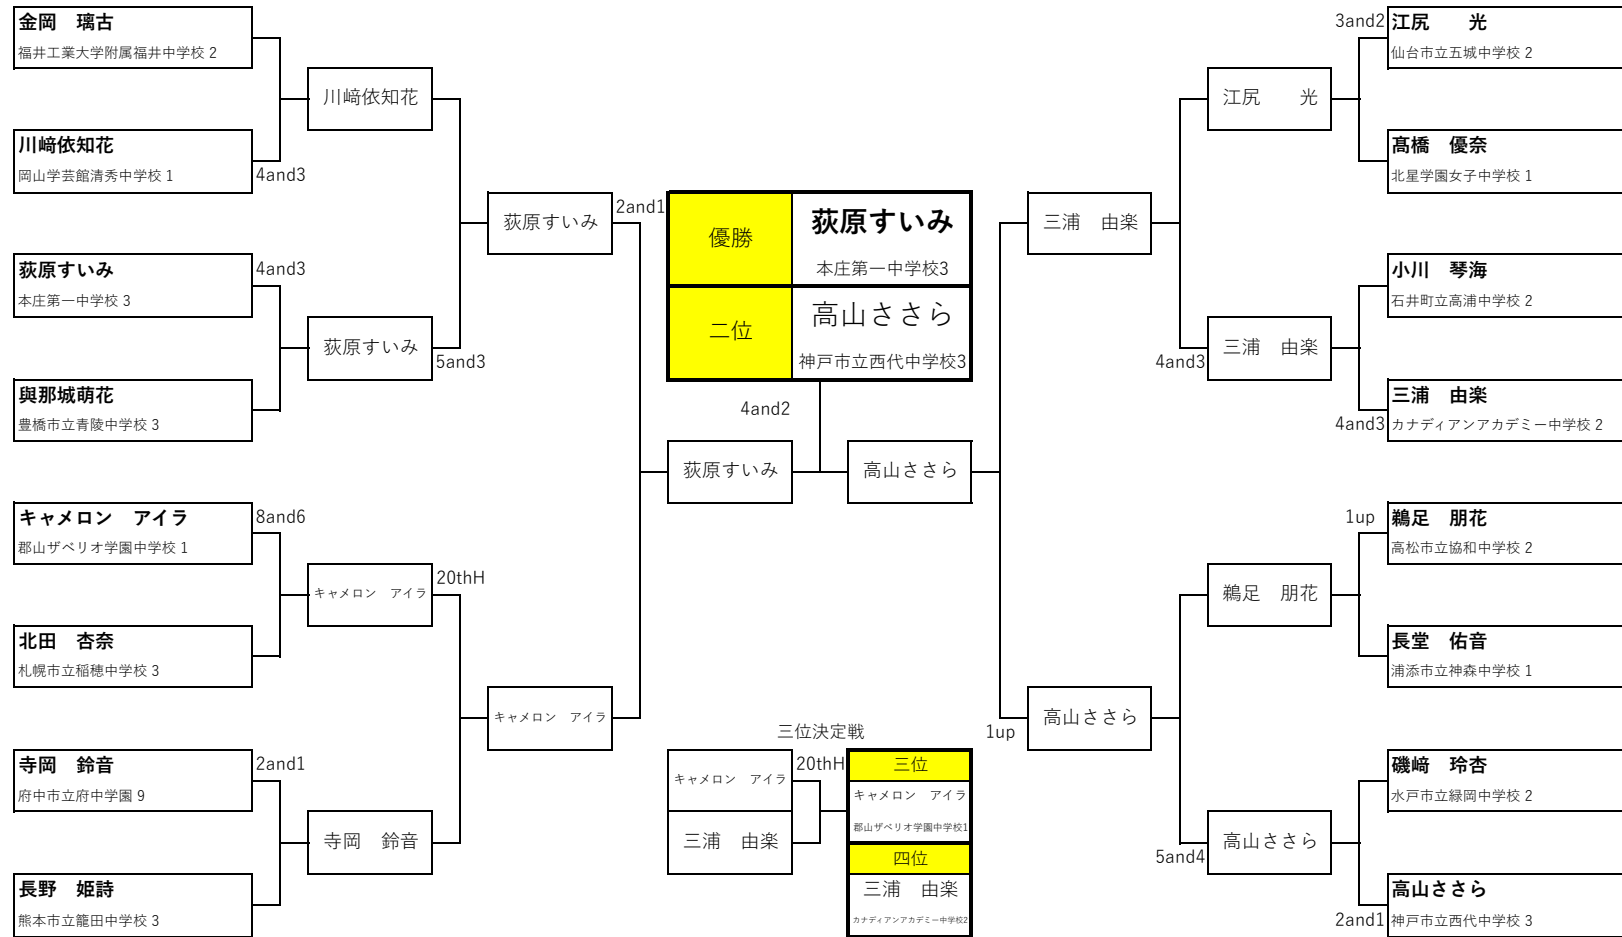 金岡　璃古
福井工業大学附属福井中学校 2
川﨑依知花
岡山学芸館清秀中学校 1
4and3
荻原すいみ
4and3
本庄第一中学校 3
與那城萌花
豊橋市立青陵中学校 3
キャメロン　アイラ
8and6
郡山ザベリオ学園中学校 1
北田　杏奈
札幌市立稲穂中学校 3
寺岡　鈴音
2and1
府中市立府中学園 9
長野　姫詩
熊本市立龍田中学校 3
川﨑依知花
荻原すいみ
5and3
キャメロン　アイラ
20thH
寺岡　鈴音
荻原すいみ
2and1
キャメロン　アイラ
優勝
荻原すいみ
本庄第一中学校3
二位
高山ささら
神戸市立西代中学校3
4and2
荻原すいみ
高山ささら
三位決定戦
キャメロン　アイラ
20thH
三浦　由楽
三位
キャメロン　アイラ
郡山ザベリオ学園中学校1
四位
三浦　由楽
カナディアンアカデミー中学校2
三浦　由楽
1up
高山ささら
江尻　　光
4and3
三浦　由楽
鵜足　朋花
5and4
高山ささら
3and2
江尻　　光
仙台市立五城中学校 2
髙橋　優奈
北星学園女子中学校 1
小川　琴海
石井町立高浦中学校 2
三浦　由楽
4and3
カナディアンアカデミー中学校 2
1up
鵜足　朋花
高松市立協和中学校 2
長堂　佑音
浦添市立神森中学校 1
磯﨑　玲杏
水戸市立緑岡中学校 2
高山ささら
2and1
神戸市立西代中学校 3